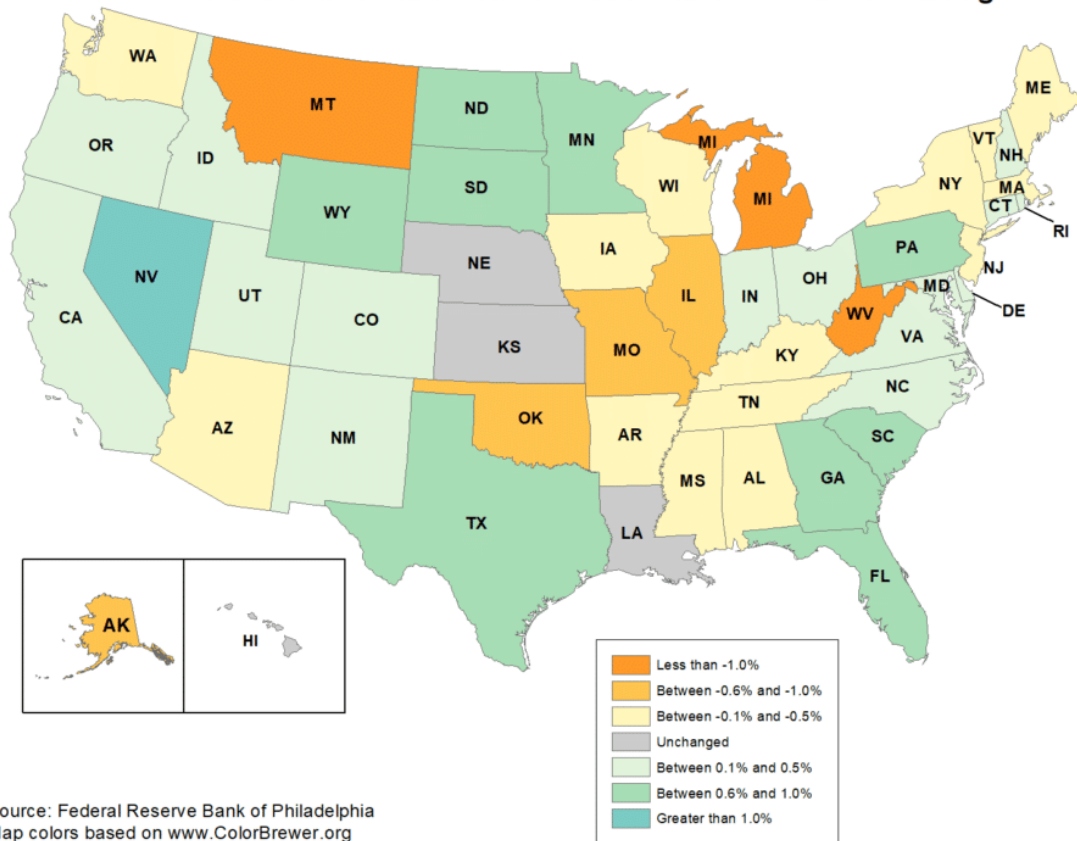 WA
MT
ND
MN
ME
OR
ID
MI
VT
NH
SD
WI
NY
MA
MI
CT
WY
RI
IA
PA
NE
NJ
NV
UT
IL
IN
OH
MD
DE
CA
CO
WV
VA
KS
MO
KY
NC
TN
OK
AZ
NM
AR
SC
MS
AL
GA
TX
LA
FL
AK
HI
Less than -1.0%
Between -0.6% and -1.0%
Between -0.1% and -0.5%
Unchanged
Between 0.1% and 0.5%
Between 0.6% and 1.0%
Greater than 1.0%
ource: Federal Reserve Bank of Philadelphia
ap colors based on www.ColorBrewer.org